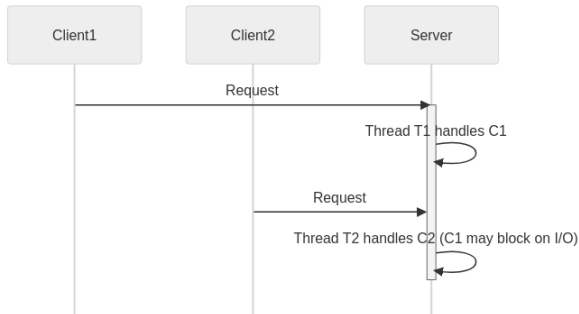 Client1
Client2
Server
Request
Thread T1 handles C1
Request
Thread T2 handles C2 (C1 may block on I/O)